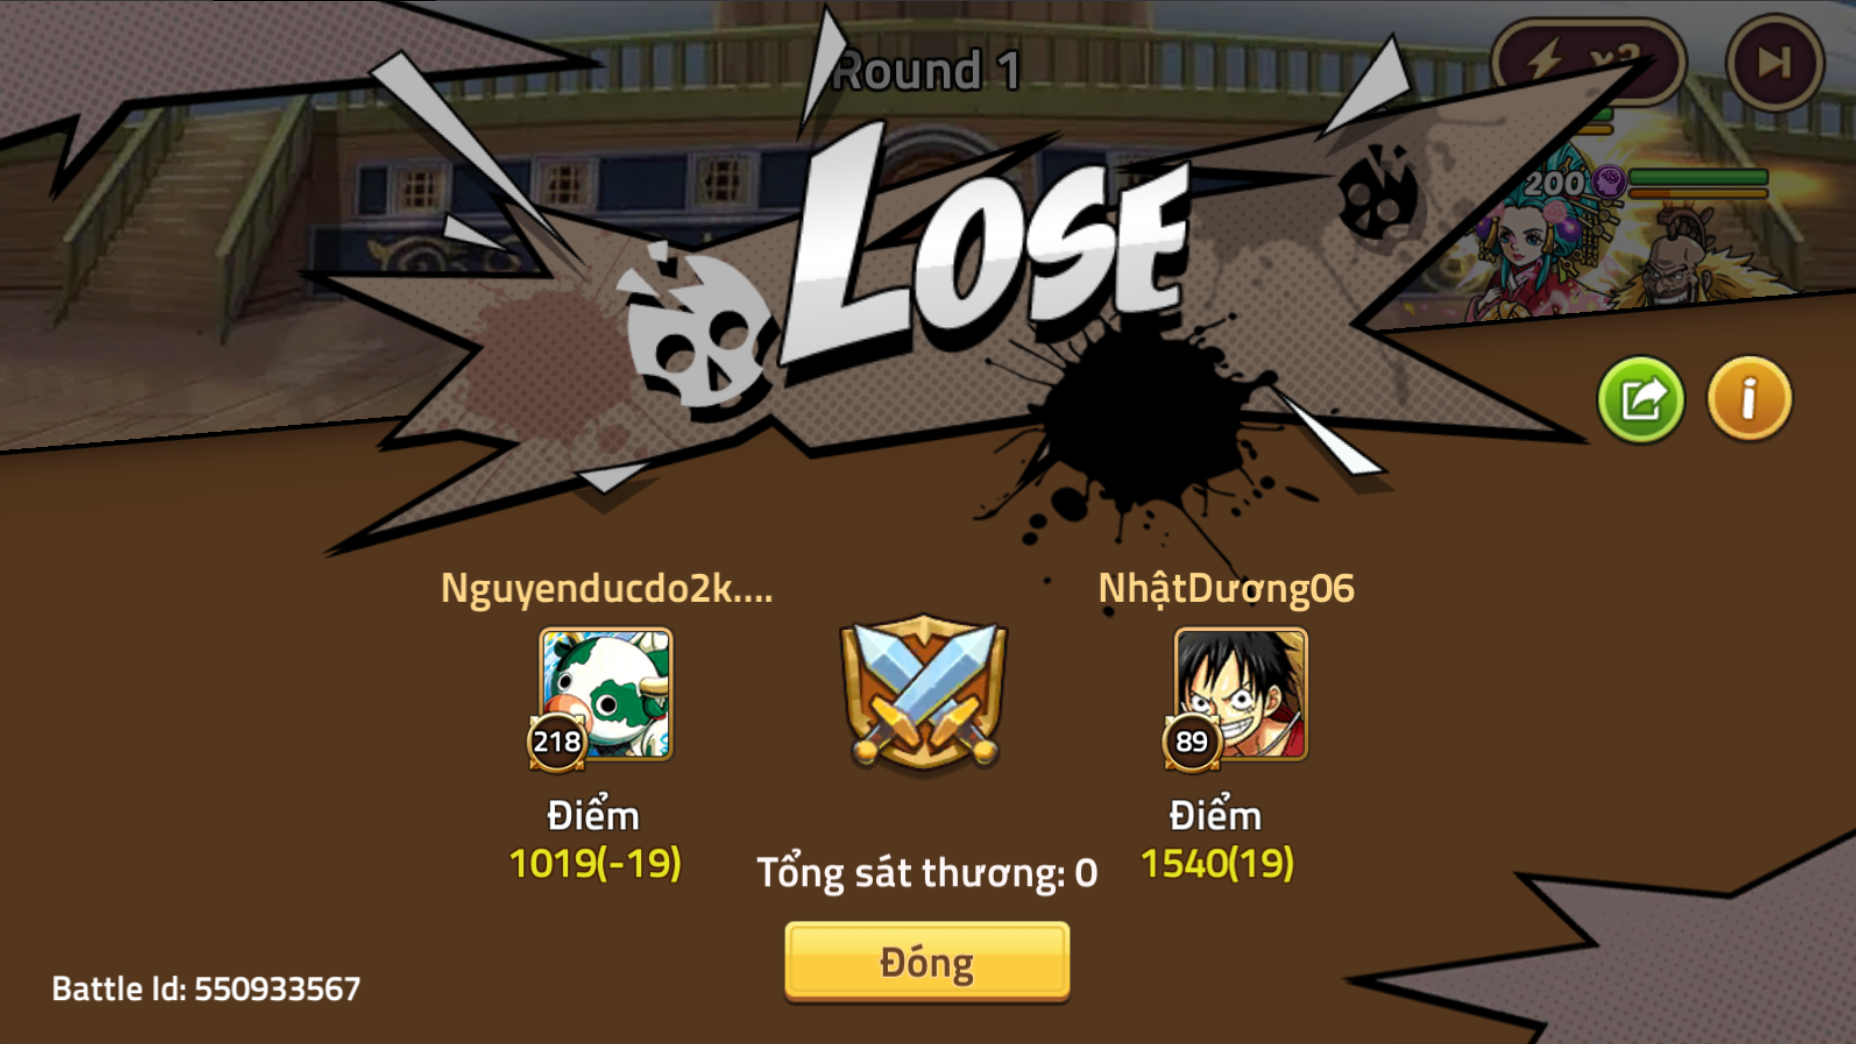 Round 1
x2
200
LOSE
Nguyenducdo2k....
NhậtDương06
218
89
Điểm
1019(-19)
Điểm
1540(19)
Tổng sát thương: 0
Đóng
Battle Id: 550933567